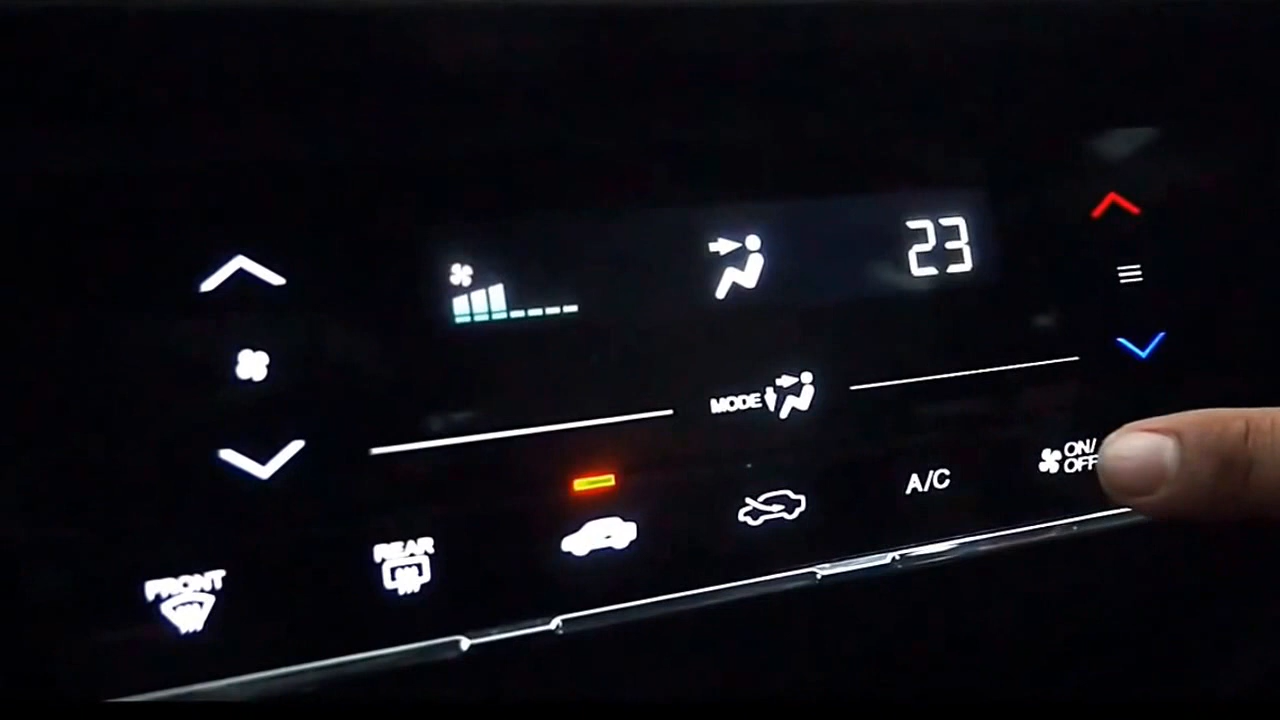 23
MODE
ON/
OFF
A/C
REAR
FRONT